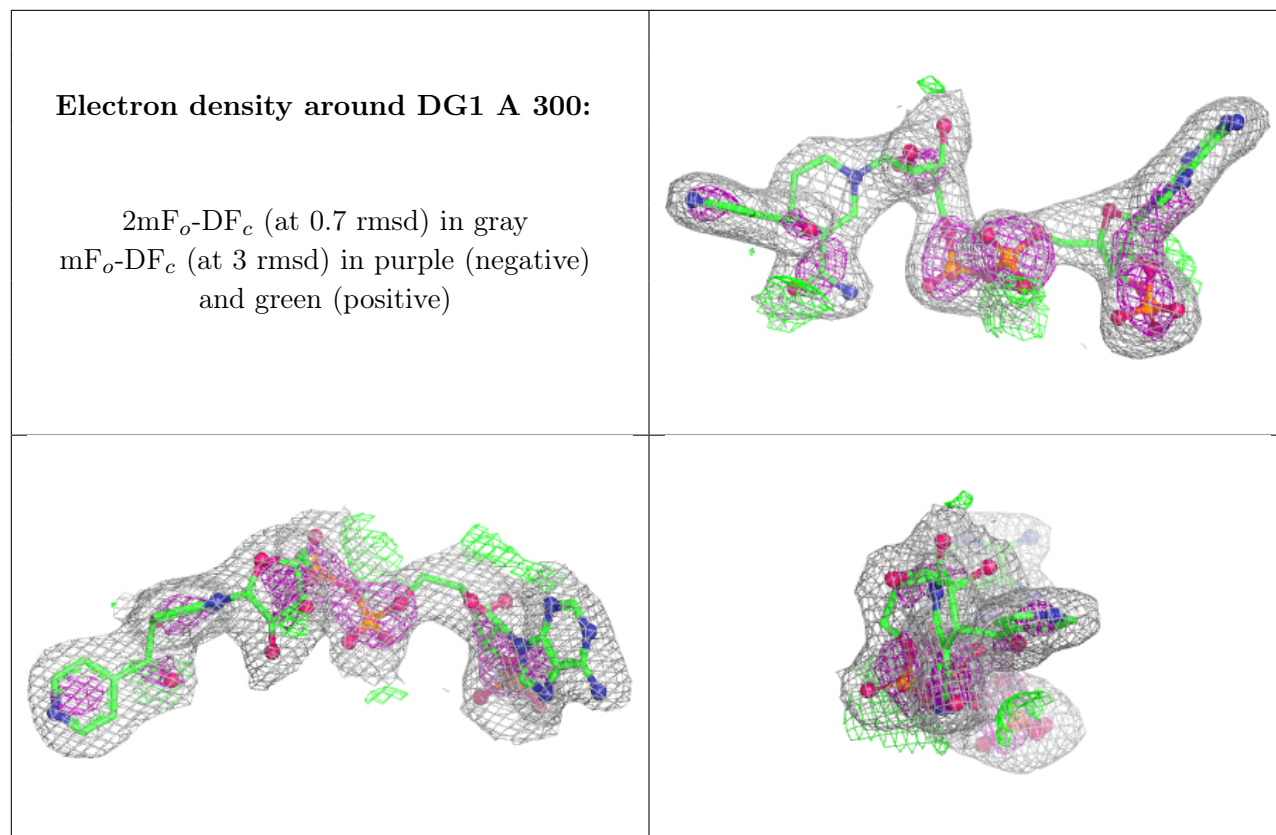 Electron density around DG1 A 300:
2mFₒ-DF𝒸 (at 0.7 rmsd) in gray
mFₒ-DF𝒸 (at 3 rmsd) in purple (negative)
and green (positive)